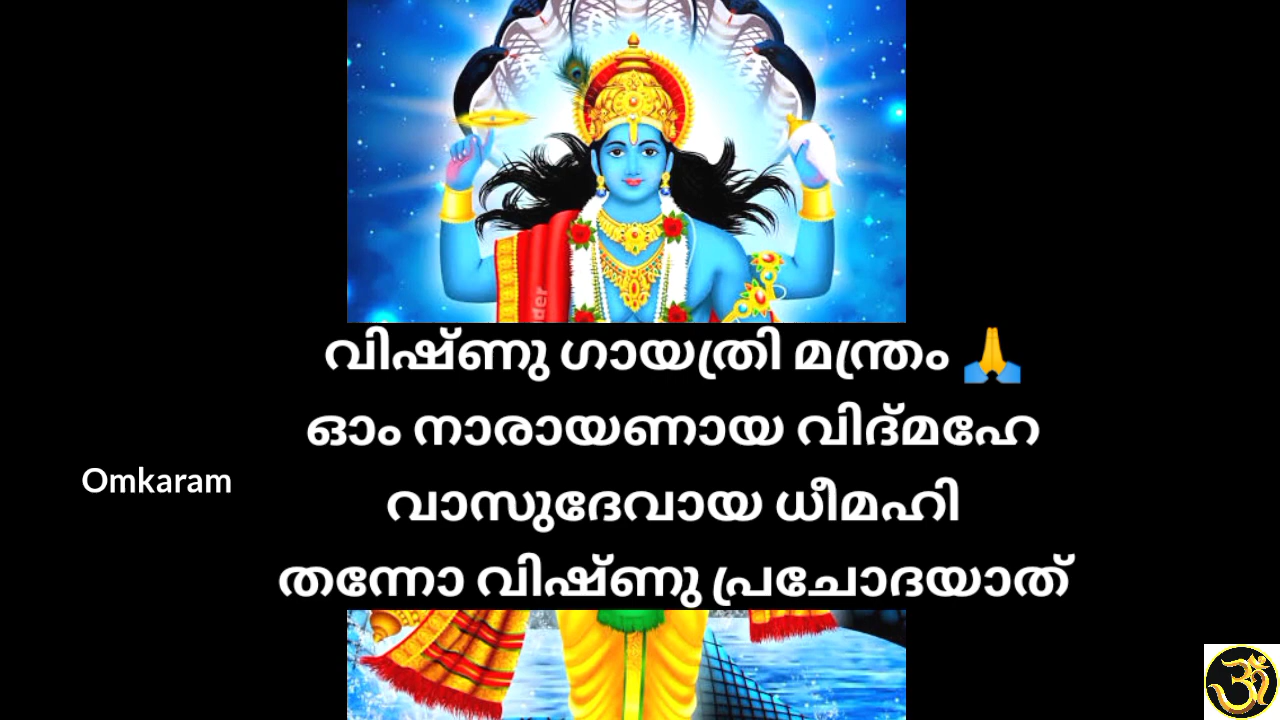 വിഷ്ണു ഗായത്രി മന്ത്രം 🙏
ഓം നാരായണായ വിദ്മഹേ
Omkaram
വാസുദേവായ ധീമഹി
തന്നോ വിഷ്ണു പ്രചോദയാത്
ॐ